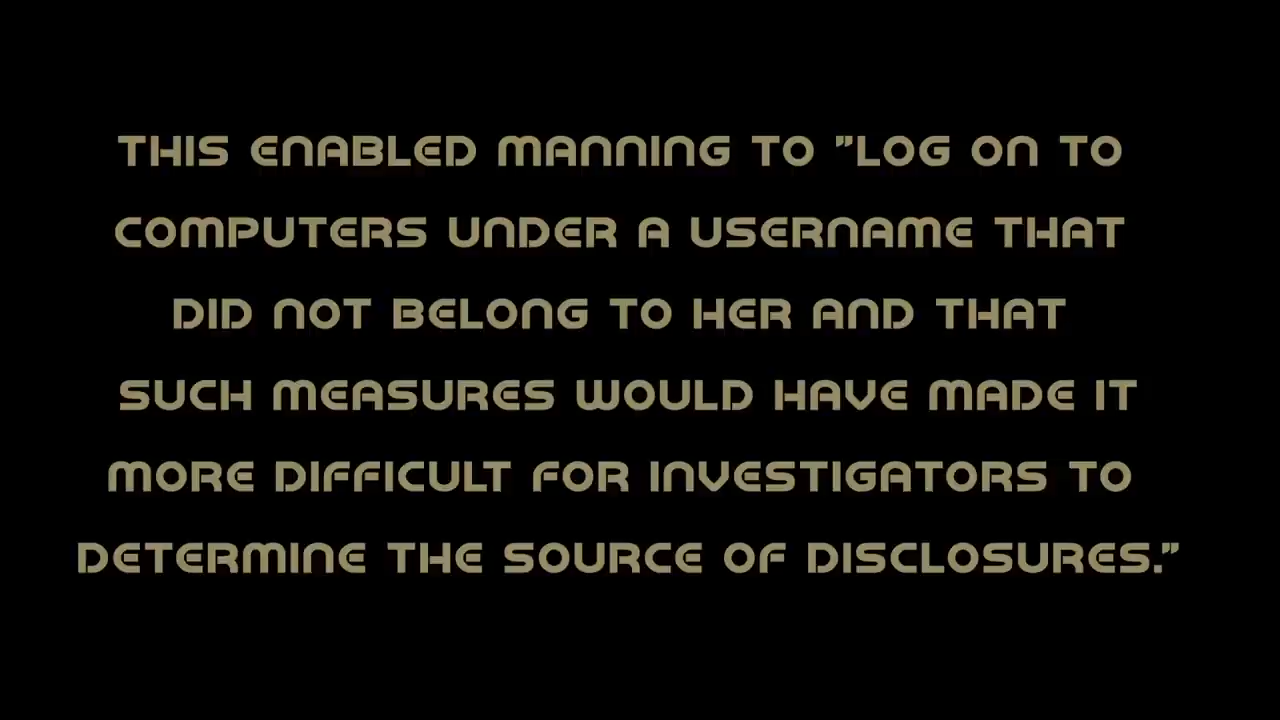 THIS ENABLED MANNING TO "LOG ON TO
COMPUTERS UNDER A USERNAME THAT
DID NOT BELONG TO HER AND THAT
SUCH MEASURES WOULD HAVE MADE IT
MORE DIFFICULT FOR INVESTIGATORS TO
DETERMINE THE SOURCE OF DISCLOSURES."